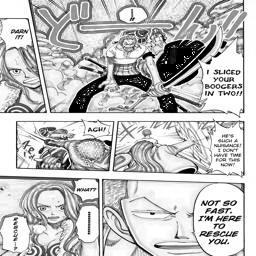 I SLICED
YOUR
BOOGERS
IN TWO!!
DARN
IT!
HE'S
SUCH A
NUISANCE!
I DON'T
HAVE TIME
FOR THIS
NOW!
AGH!
NOT SO
FAST.
I'M HERE
TO
RESCUE
YOU.
WHAT?